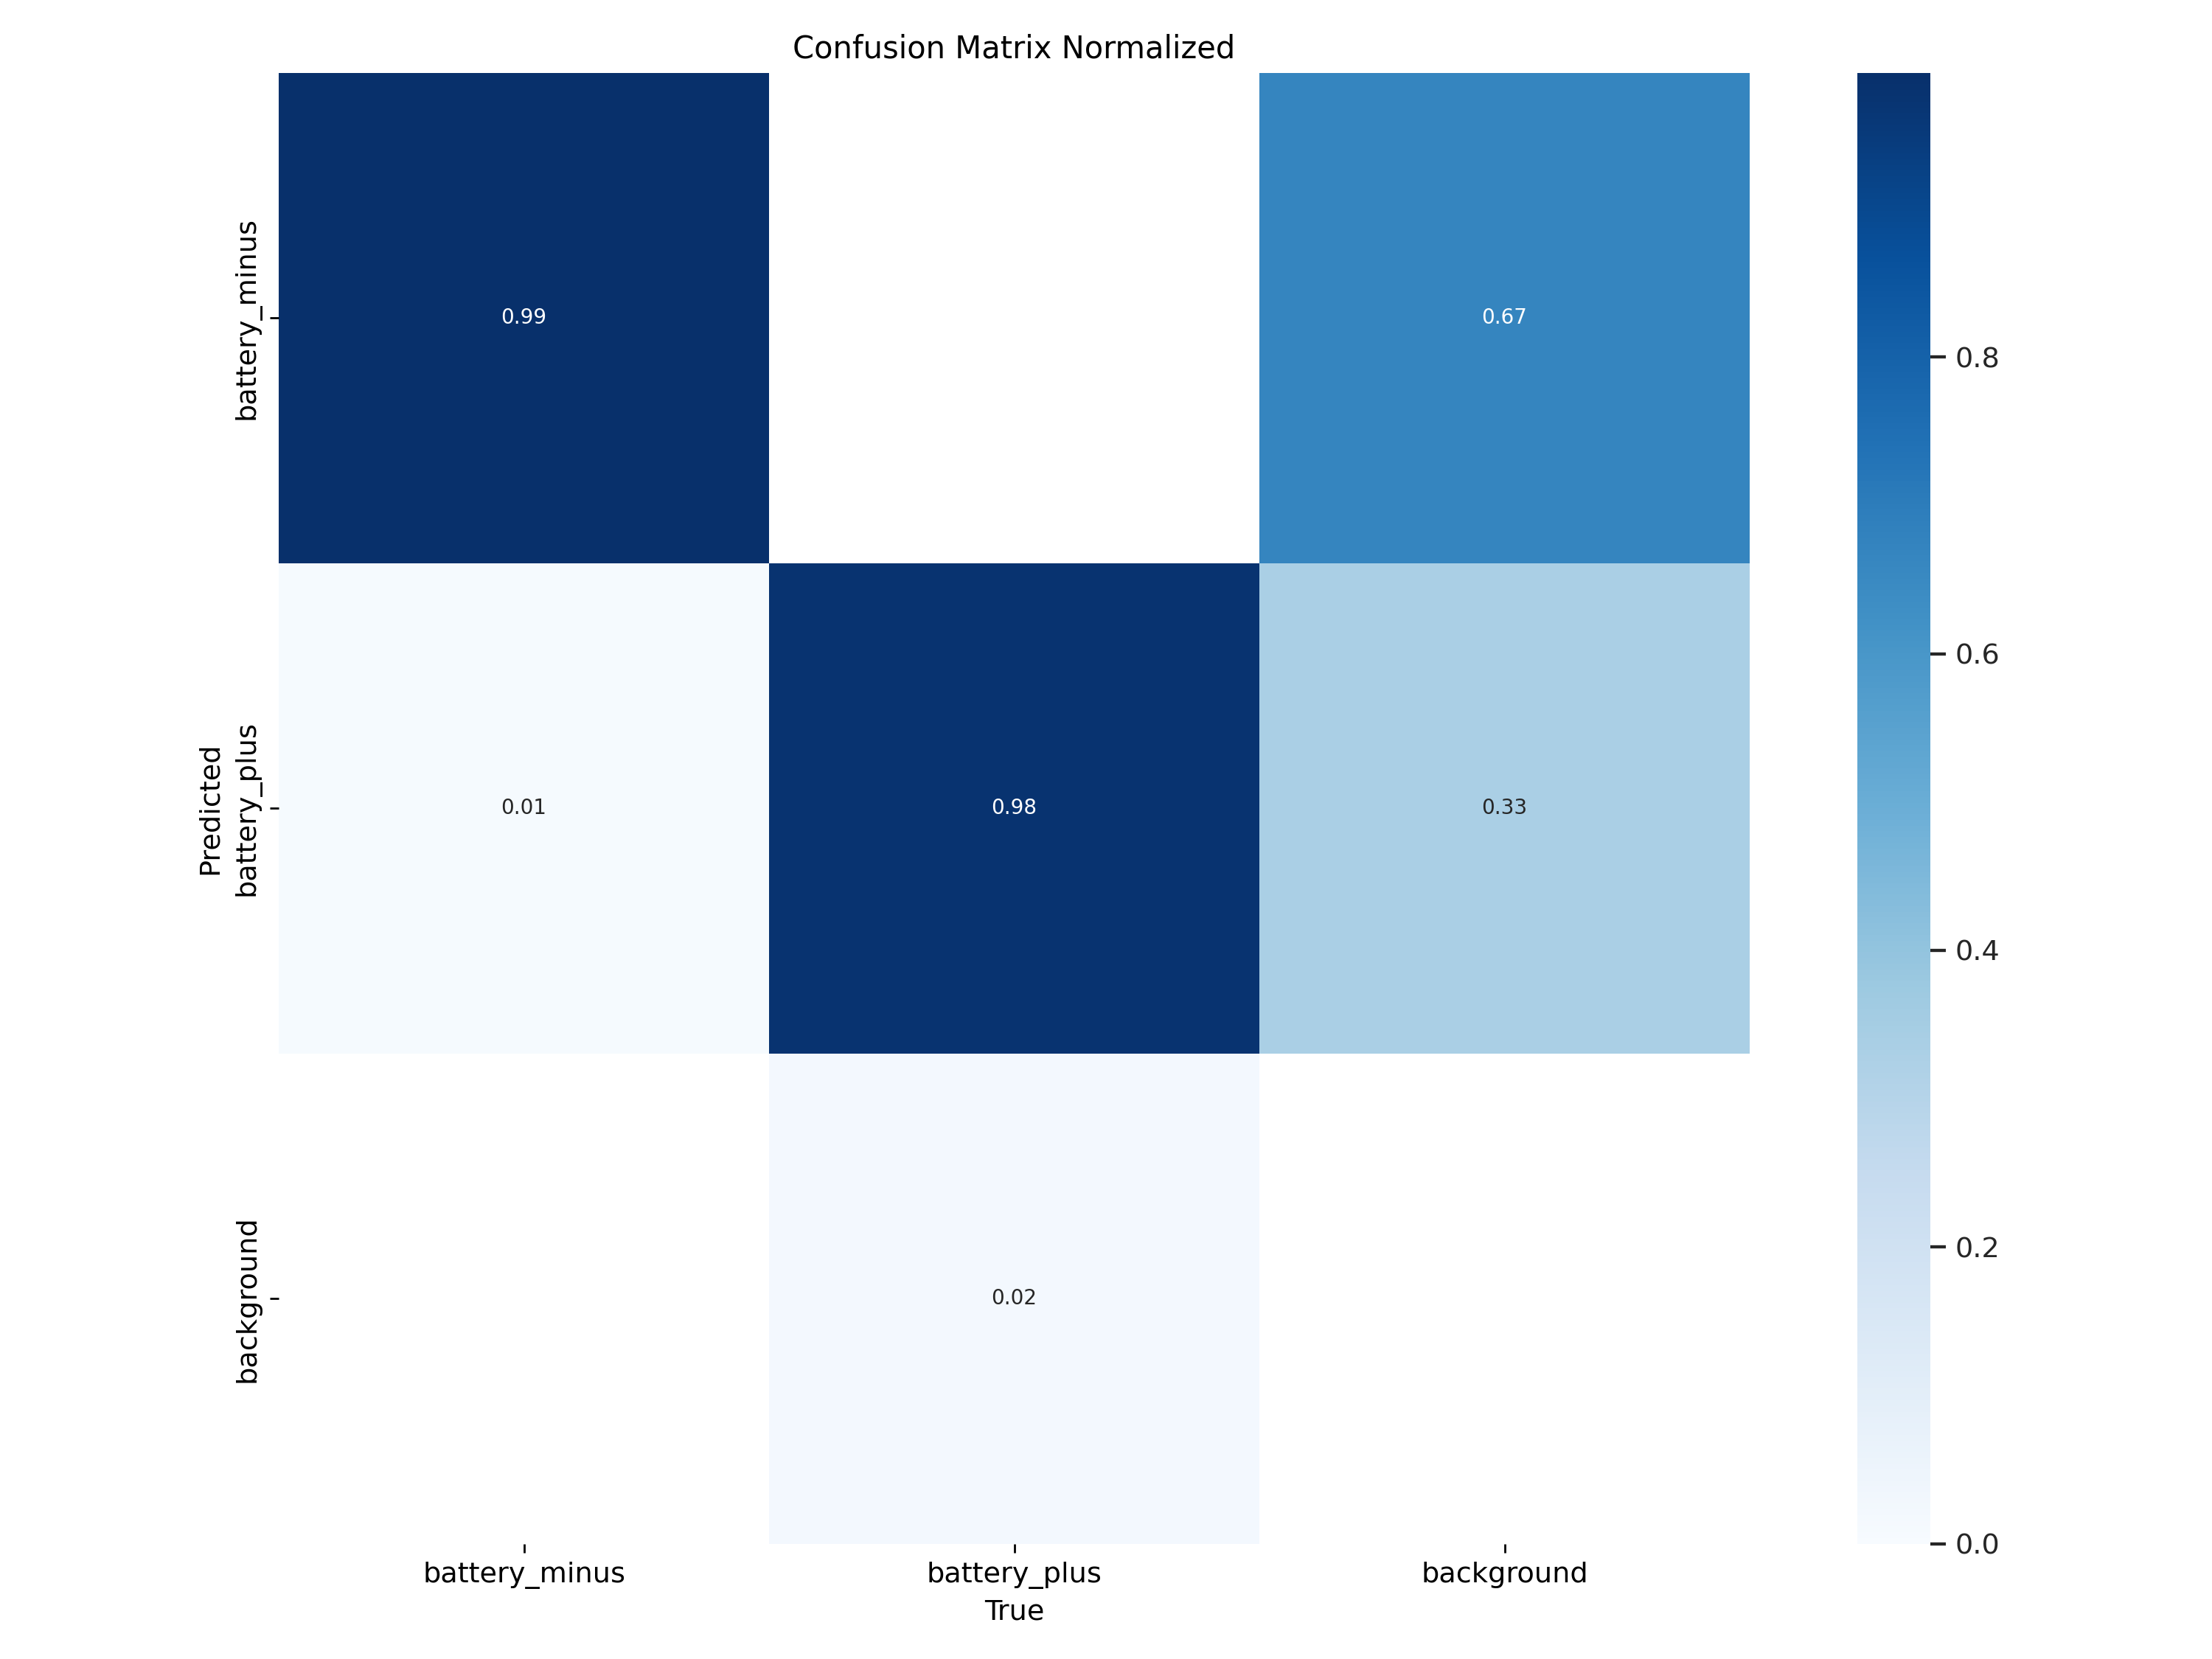 Confusion Matrix Normalized
battery_minus
0.99
0.67
0.8
0.6
Predicted
battery_plus
0.01
0.98
0.33
0.4
background
0.02
0.2
0.0
battery_minus
battery_plus
background
True